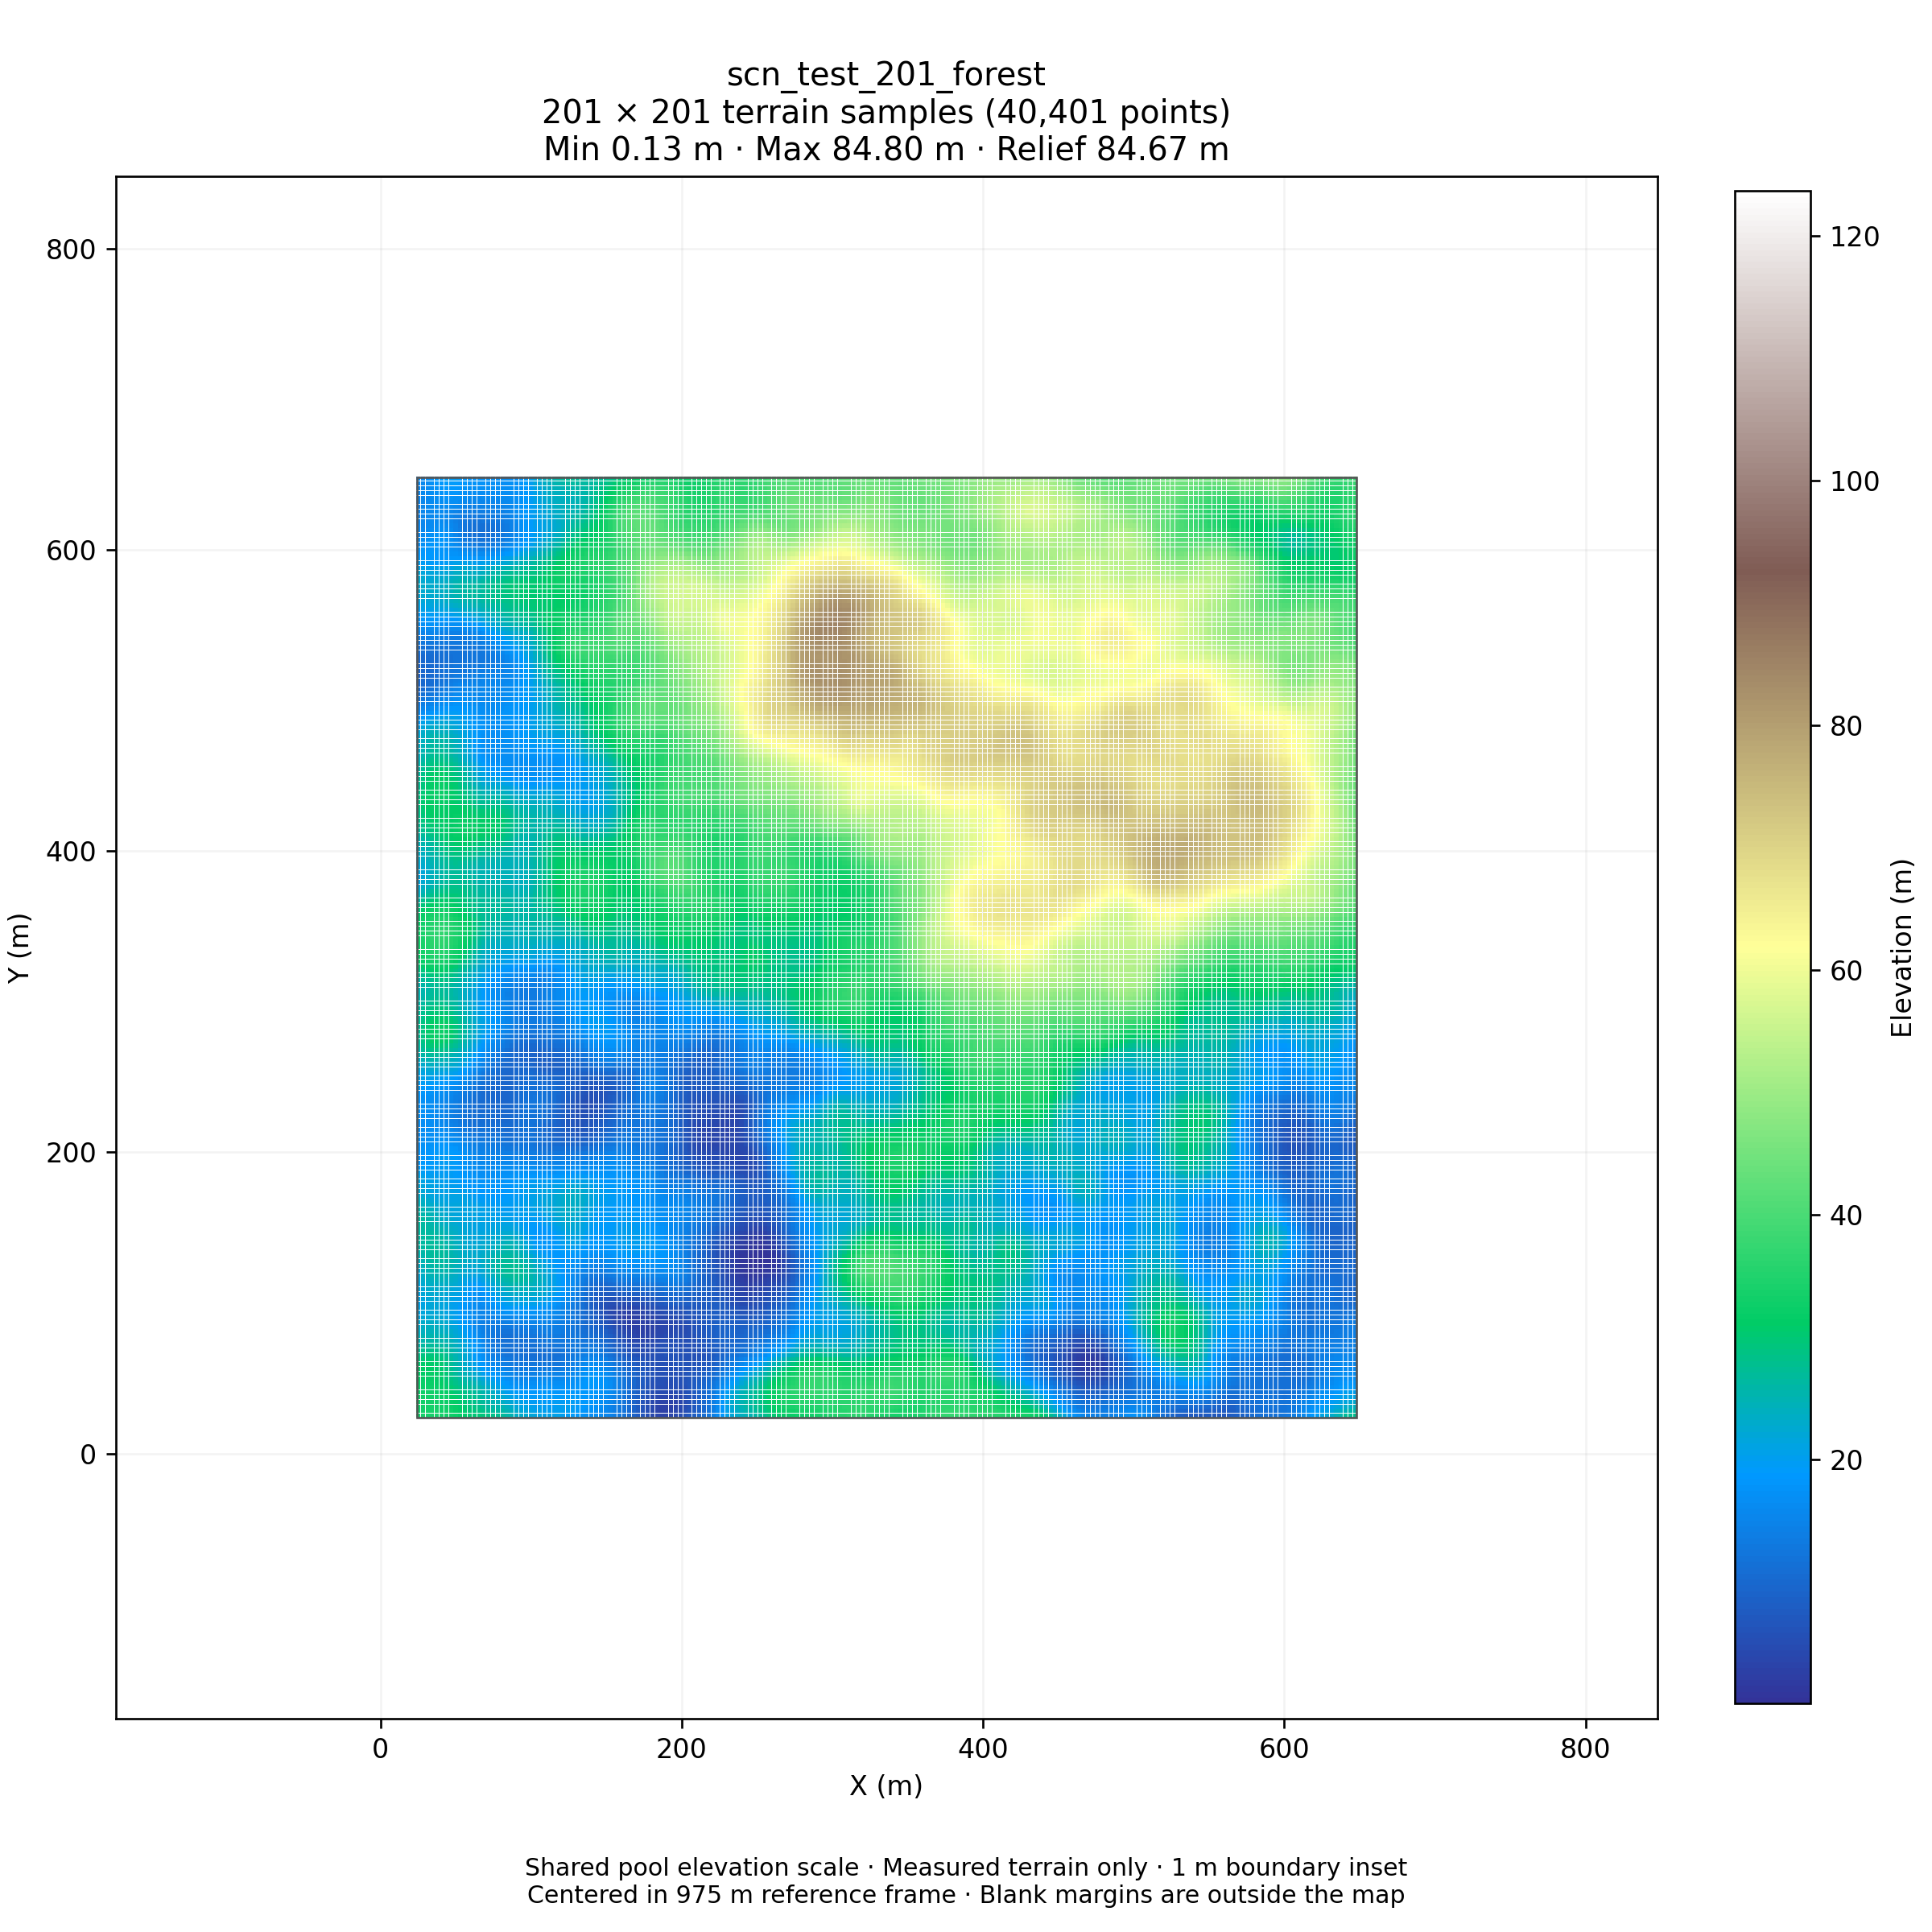 scn_test_201_forest
201 × 201 terrain samples (40,401 points)
Min 0.13 m · Max 84.80 m · Relief 84.67 m
800
600
400
200
0
Y (m)
0
200
400
600
800
X (m)
120
100
80
60
40
20
Elevation (m)
Shared pool elevation scale · Measured terrain only · 1 m boundary inset
Centered in 975 m reference frame · Blank margins are outside the map